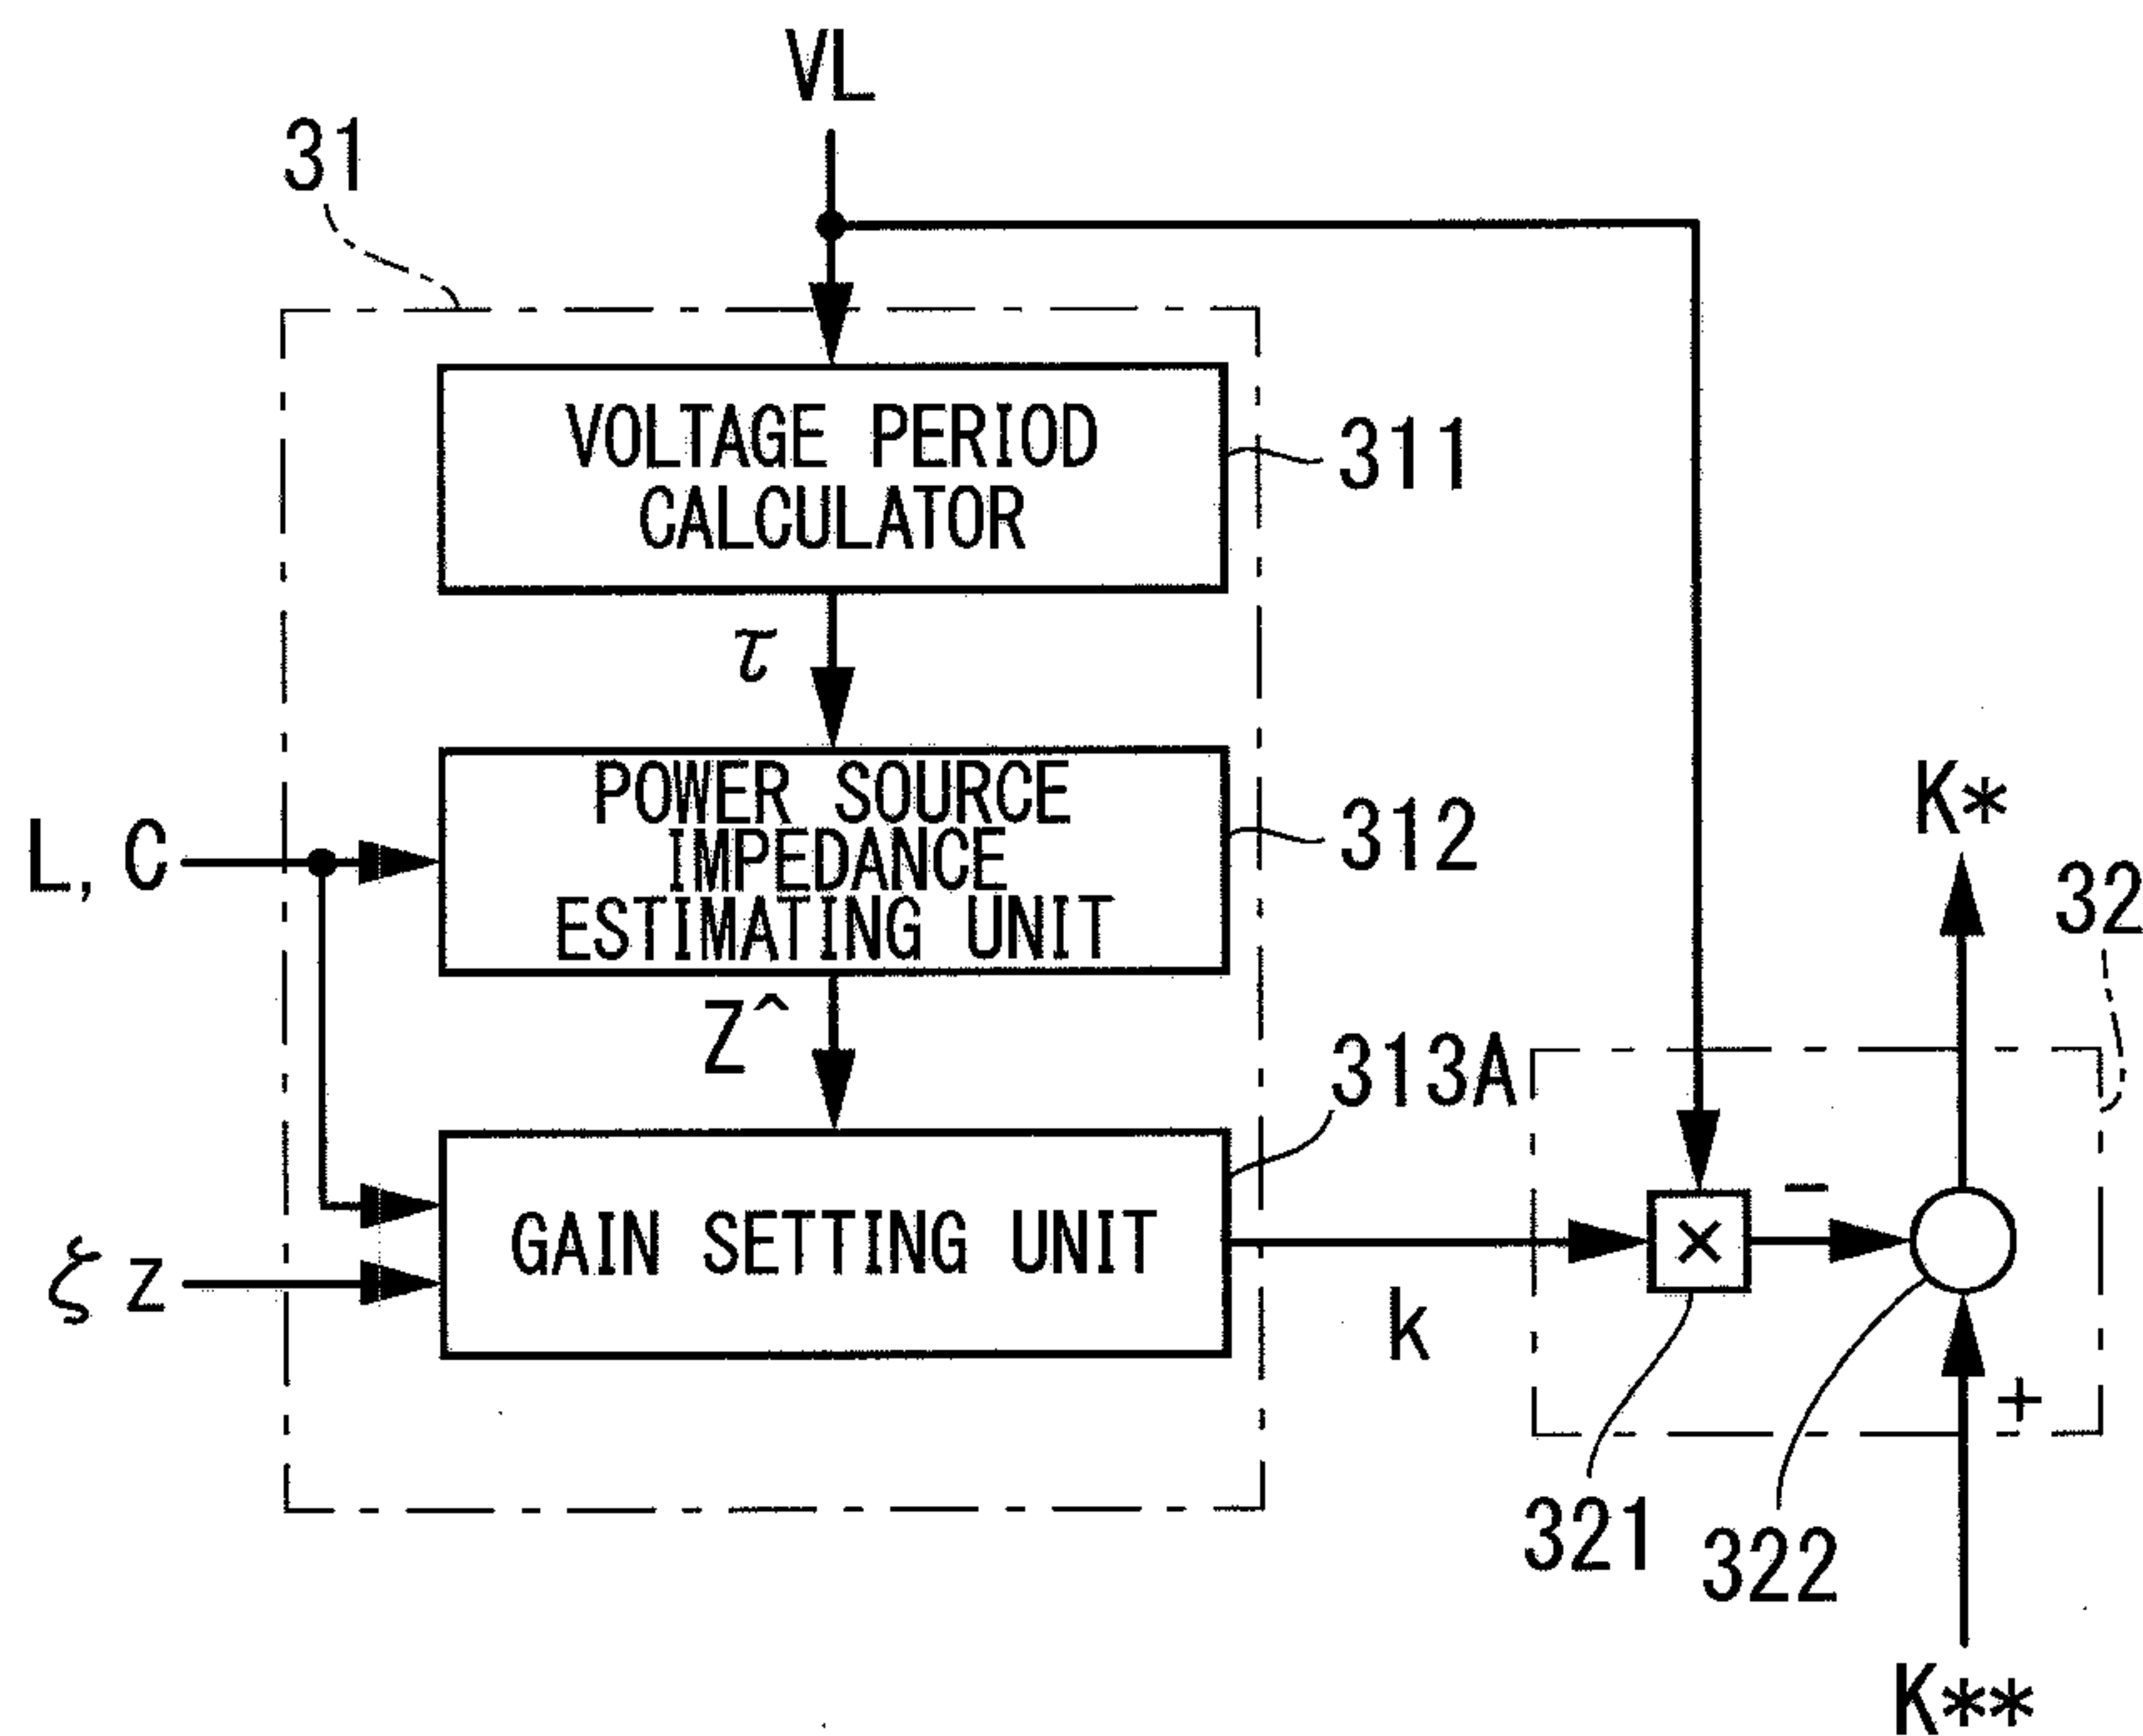 VL
31
VOLTAGE PERIOD
CALCULATOR
311
τ
POWER SOURCE
IMPEDANCE
ESTIMATING UNIT
312
L, C
K*
32
Z^
313A
GAIN SETTING UNIT
ζz
k
×
-
+
321
322
K**